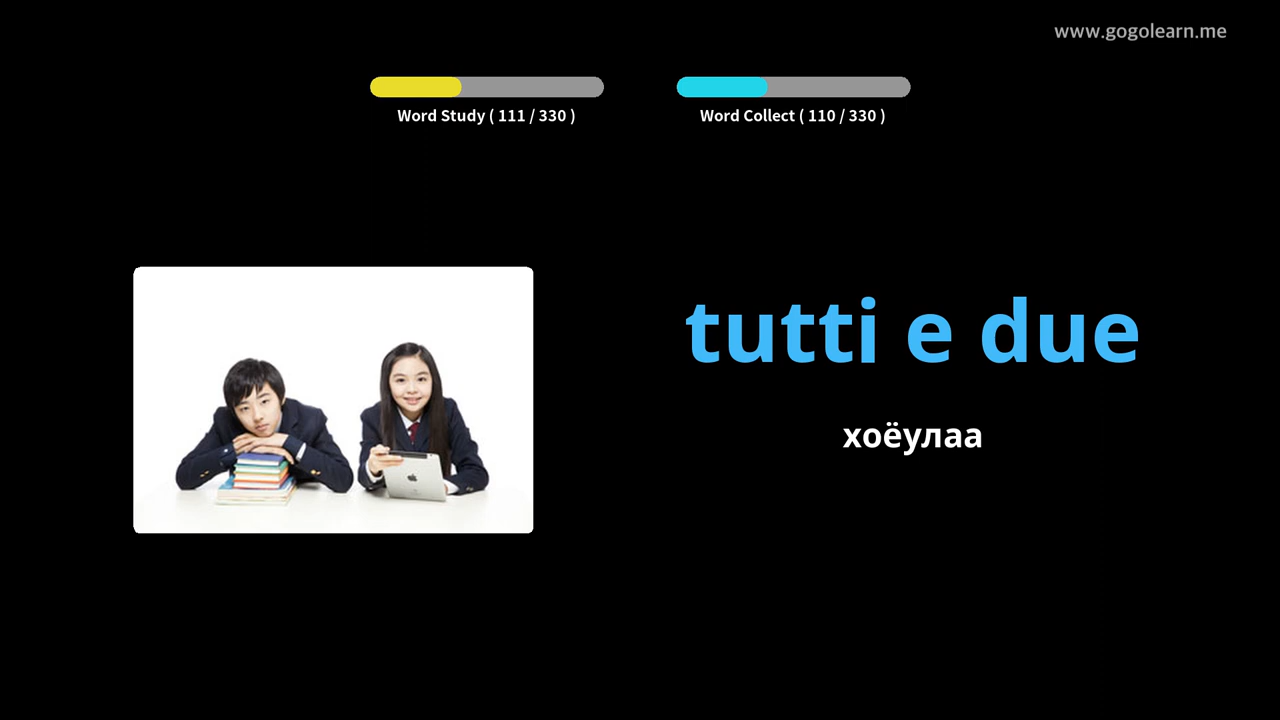 www.gogolearn.me
Word Study ( 111 / 330 )
Word Collect ( 110 / 330 )
tutti e due
хоёулаа